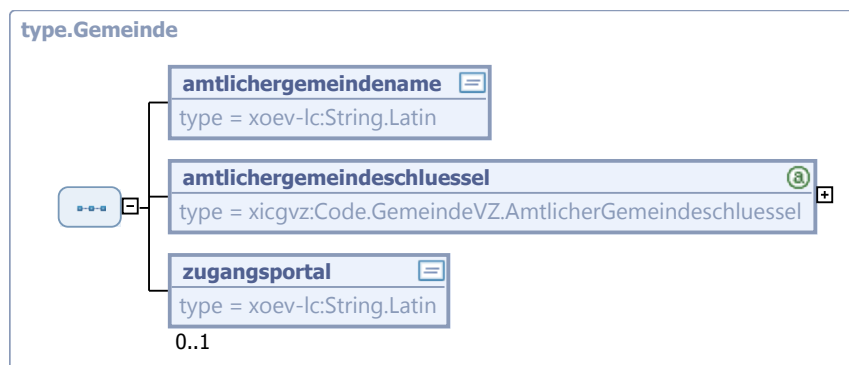 type.Gemeinde
amtlichergemeindename
type = xoev-lc:String.Latin
amtlichergemeindeschluessel
type = xicgvz:Code.GemeindeVZ.AmtlicherGemeindeschluessel
zugangsportal
type = xoev-lc:String.Latin
0..1